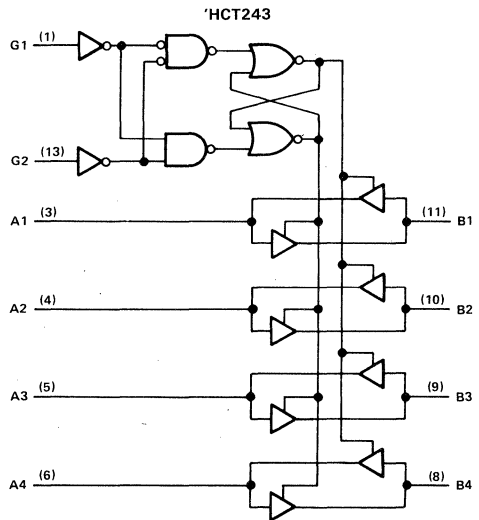 'HCT243
G1 (1)
G2 (13)
A1 (3) (11) B1
A2 (4) (10) B2
A3 (5) (9) B3
A4 (6) (8) B4